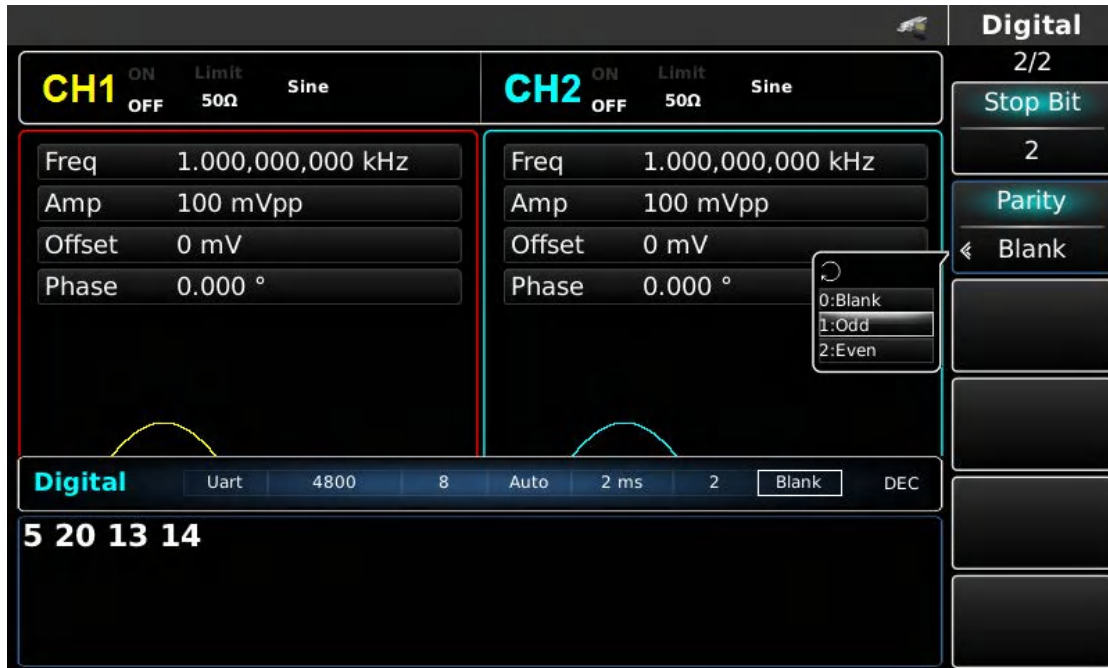 Digital
2/2
CH1 ON OFF Limit 50Ω Sine
CH2 ON OFF Limit 50Ω Sine
Stop Bit
2
Freq 1.000,000,000 kHz
Amp 100 mVpp
Offset 0 mV
Phase 0.000 °
Freq 1.000,000,000 kHz
Amp 100 mVpp
Offset 0 mV
Phase 0.000 °
Parity
Blank
0:Blank
1:Odd
2:Even
Digital Uart 4800 8 Auto 2 ms 2 Blank DEC
5 20 13 14